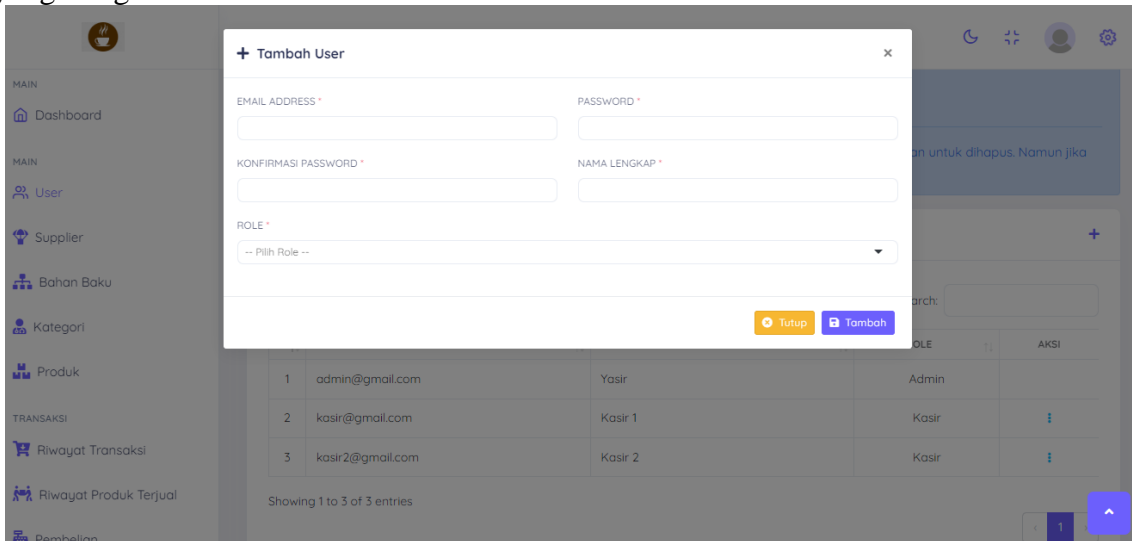 + Tambah User ×
MAIN
EMAIL ADDRESS * PASSWORD *
Dashboard
MAIN
KONFIRMASI PASSWORD * NAMA LENGKAP *
an untuk dihapus. Namun jika
User
ROLE *
Supplier
-- Pilih Role --
Bahan Baku
arch:
Kategori
Tutup Tambah
OLE AKSI
Produk
1 admin@gmail.com Yasir Admin
TRANSAKSI
2 kasir@gmail.com Kasir 1 Kasir
Riwayat Transaksi
3 kasir2@gmail.com Kasir 2 Kasir
Riwayat Produk Terjual
Showing 1 to 3 of 3 entries
Pembelian
1